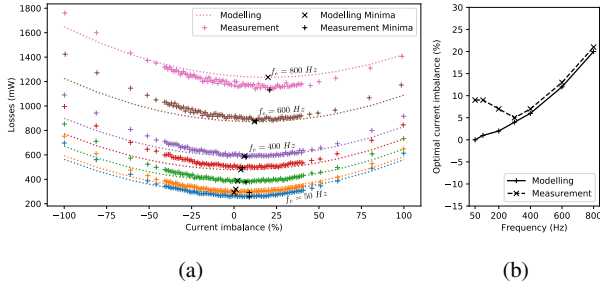 1800
1600
1400
1200
1000
800
600
400
200
Losses (mW)
Modelling
Measurement
Modelling Minima
Measurement Minima
f_e = 800 Hz
f_e = 600 Hz
f_e = 400 Hz
f_e = 50 Hz
−100 −75 −50 −25 0 25 50 75 100
Current imbalance (%)
(a)
30
25
20
15
10
5
0
−5
−10
−15
Optimal current imbalance (%)
Modelling
Measurement
50 200 400 600 800
Frequency (Hz)
(b)